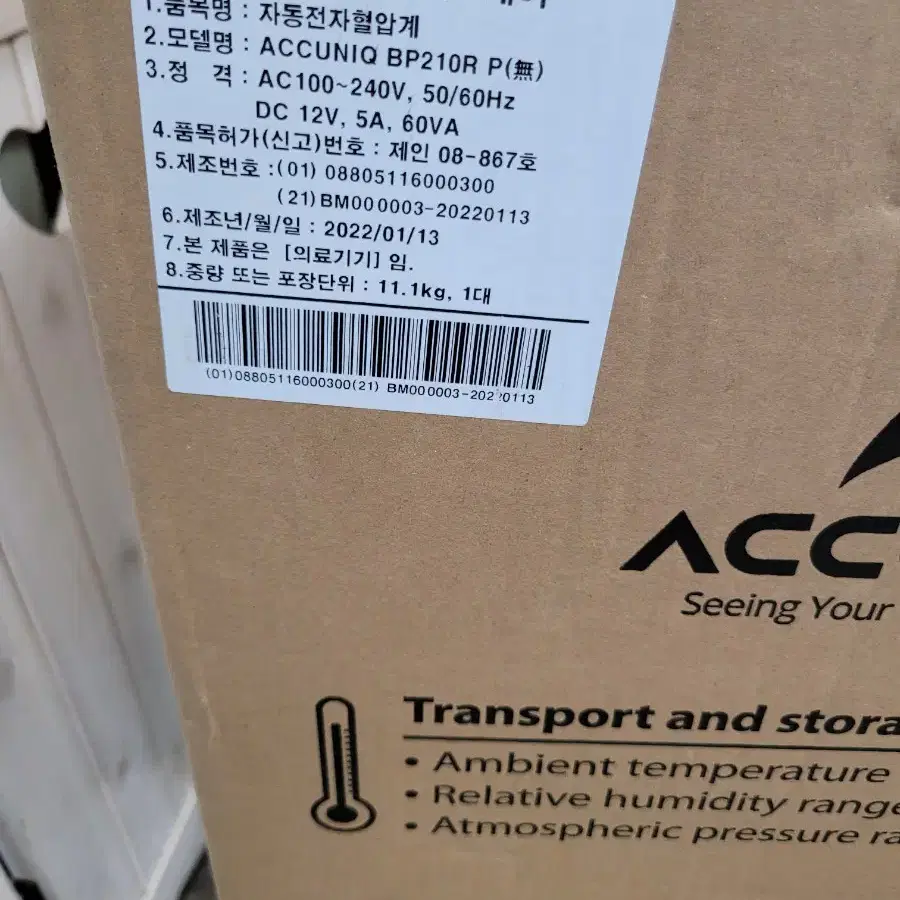 1.품목명 : 자동전자혈압계
2.모델명 : ACCUNIQ BP210R P(無)
3.정 격 : AC100~240V, 50/60Hz
DC 12V, 5A, 60VA
4.품목허가(신고)번호 : 제인 08-867호
5.제조번호 :(01) 08805116000300
(21)BM000003-20220113
6.제조년/월/일 : 2022/01/13
7.본 제품은 [의료기기] 임.
8.중량 또는 포장단위 : 11.1kg, 1대
(01)08805116000300(21) BM000003-20220113
ACC
Seeing Your
Transport and stora
• Ambient temperature
• Relative humidity range
• Atmospheric pressure ra